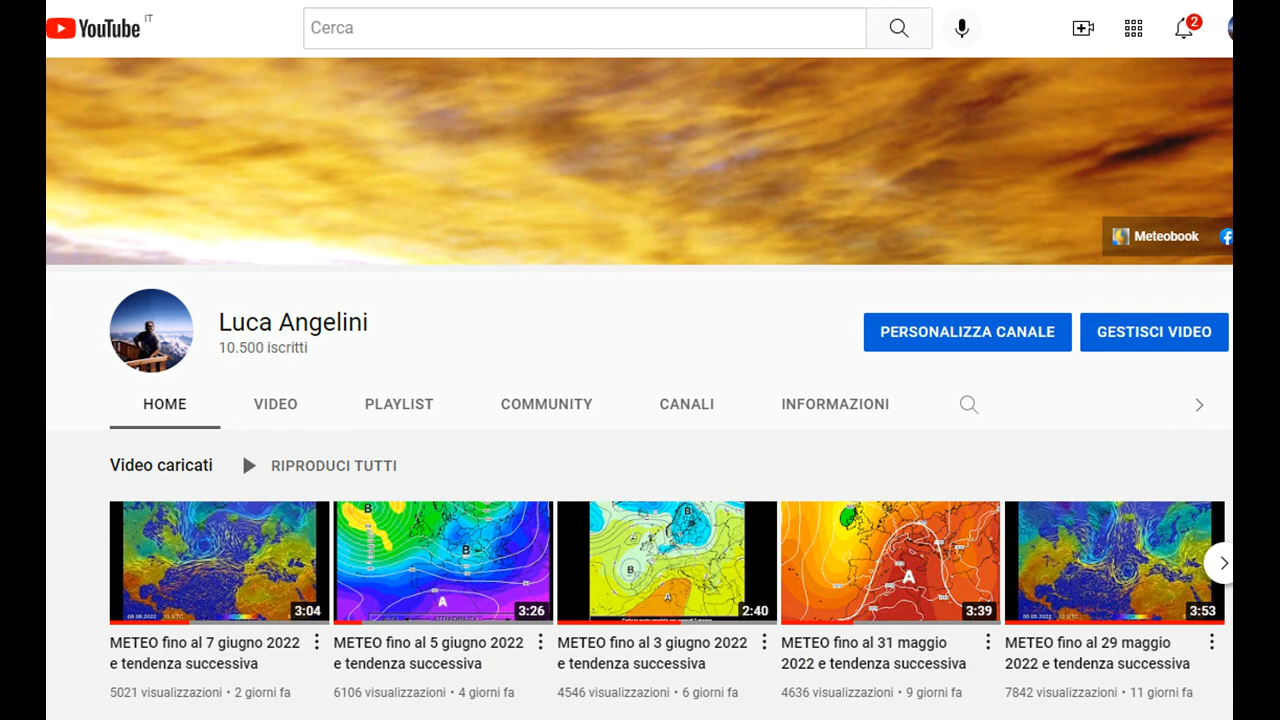 YouTube IT
Cerca
2
Meteobook
Luca Angelini
10.500 iscritti
PERSONALIZZA CANALE
GESTISCI VIDEO
HOME
VIDEO
PLAYLIST
COMMUNITY
CANALI
INFORMAZIONI
Video caricati
RIPRODUCI TUTTI
3:04
B
B
A
3:26
B
B
A
2:40
A
3:39
3:53
METEO fino al 7 giugno 2022
e tendenza successiva
5021 visualizzazioni • 2 giorni fa
METEO fino al 5 giugno 2022
e tendenza successiva
6106 visualizzazioni • 4 giorni fa
METEO fino al 3 giugno 2022
e tendenza successiva
4546 visualizzazioni • 6 giorni fa
METEO fino al 31 maggio
2022 e tendenza successiva
4636 visualizzazioni • 9 giorni fa
METEO fino al 29 maggio
2022 e tendenza successiva
7842 visualizzazioni • 11 giorni fa